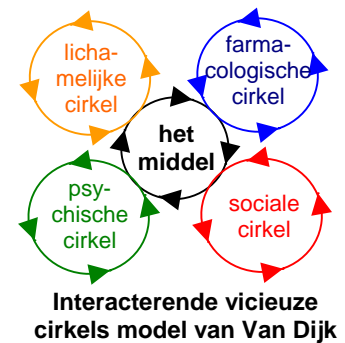 licha-
melijke
cirkel
farma-
cologische
cirkel
het
middel
psy-
chische
cirkel
sociale
cirkel
Interacterende vicieuze
cirkels model van Van Dijk